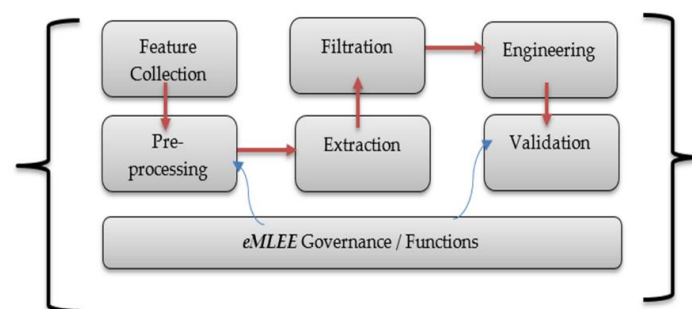 Feature
Collection
Filtration
Engineering
Pre-
processing
Extraction
Validation
eMLEE Governance / Functions